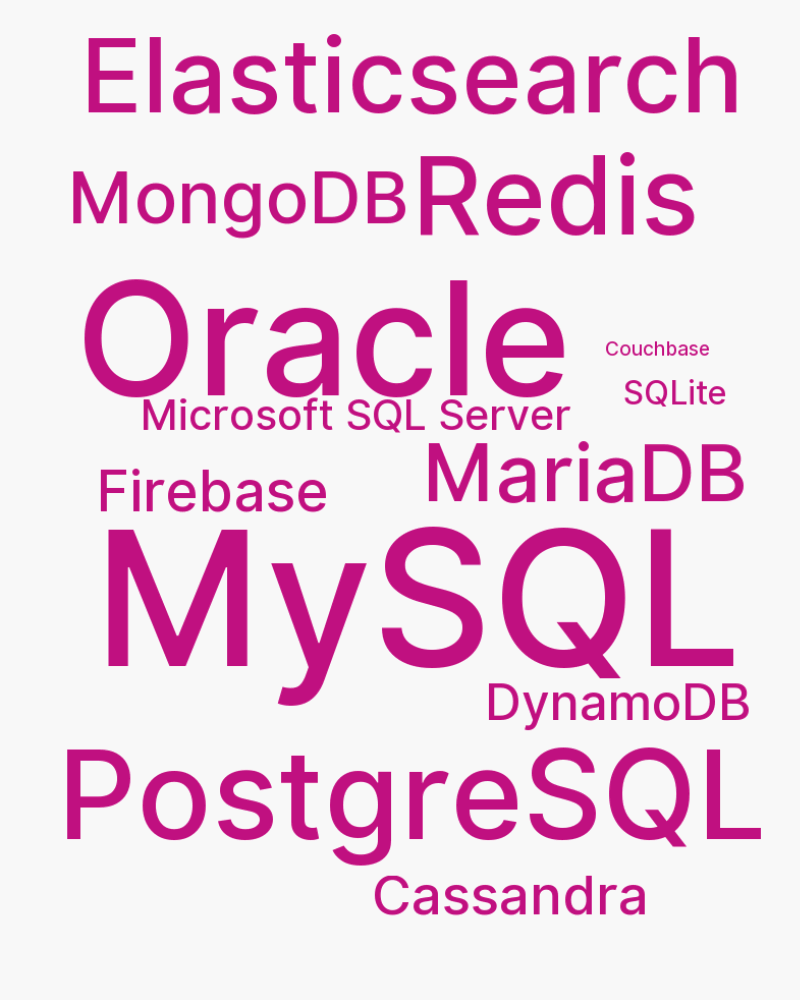 Elasticsearch
MongoDB Redis
Oracle
Couchbase
SQLite
Microsoft SQL Server
MariaDB
Firebase
MySQL
DynamoDB
PostgreSQL
Cassandra